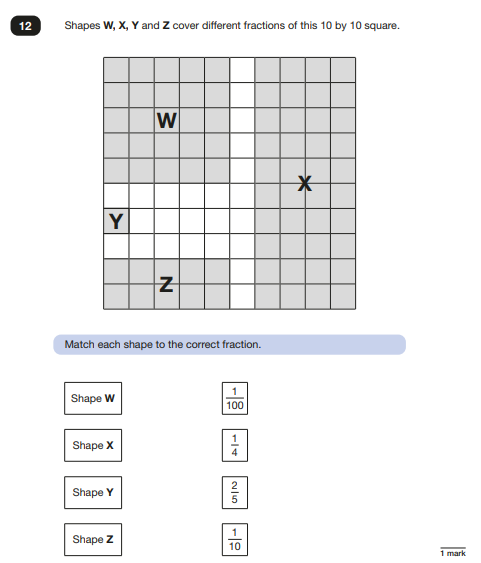 12 Shapes W, X, Y and Z cover different fractions of this 10 by 10 square.
W
X
Y
Z
Match each shape to the correct fraction.
Shape W 1/100
Shape X 1/4
Shape Y 2/5
Shape Z 1/10
1 mark